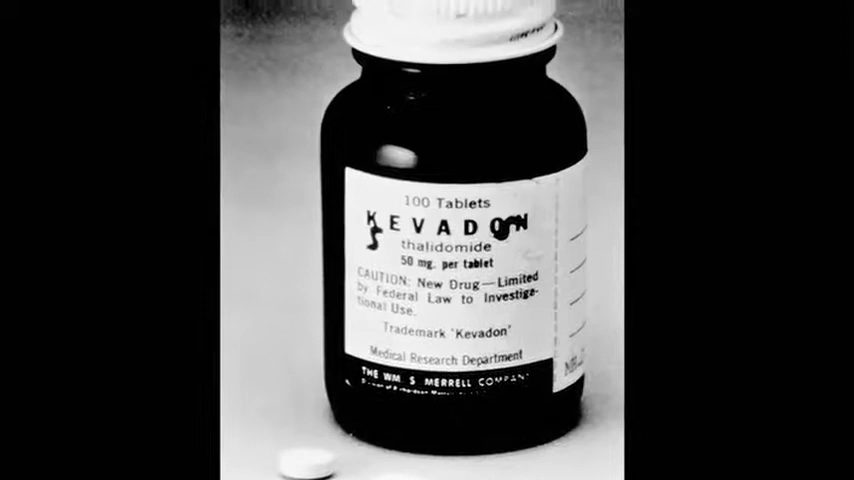 100 Tablets
KEVADON
thalidomide
50 mg. per tablet
CAUTION: New Drug—Limited
by Federal Law to Investiga-
tional Use.
Trademark 'Kevadon'
Medical Research Department
THE WM. S. MERRELL COMPANY